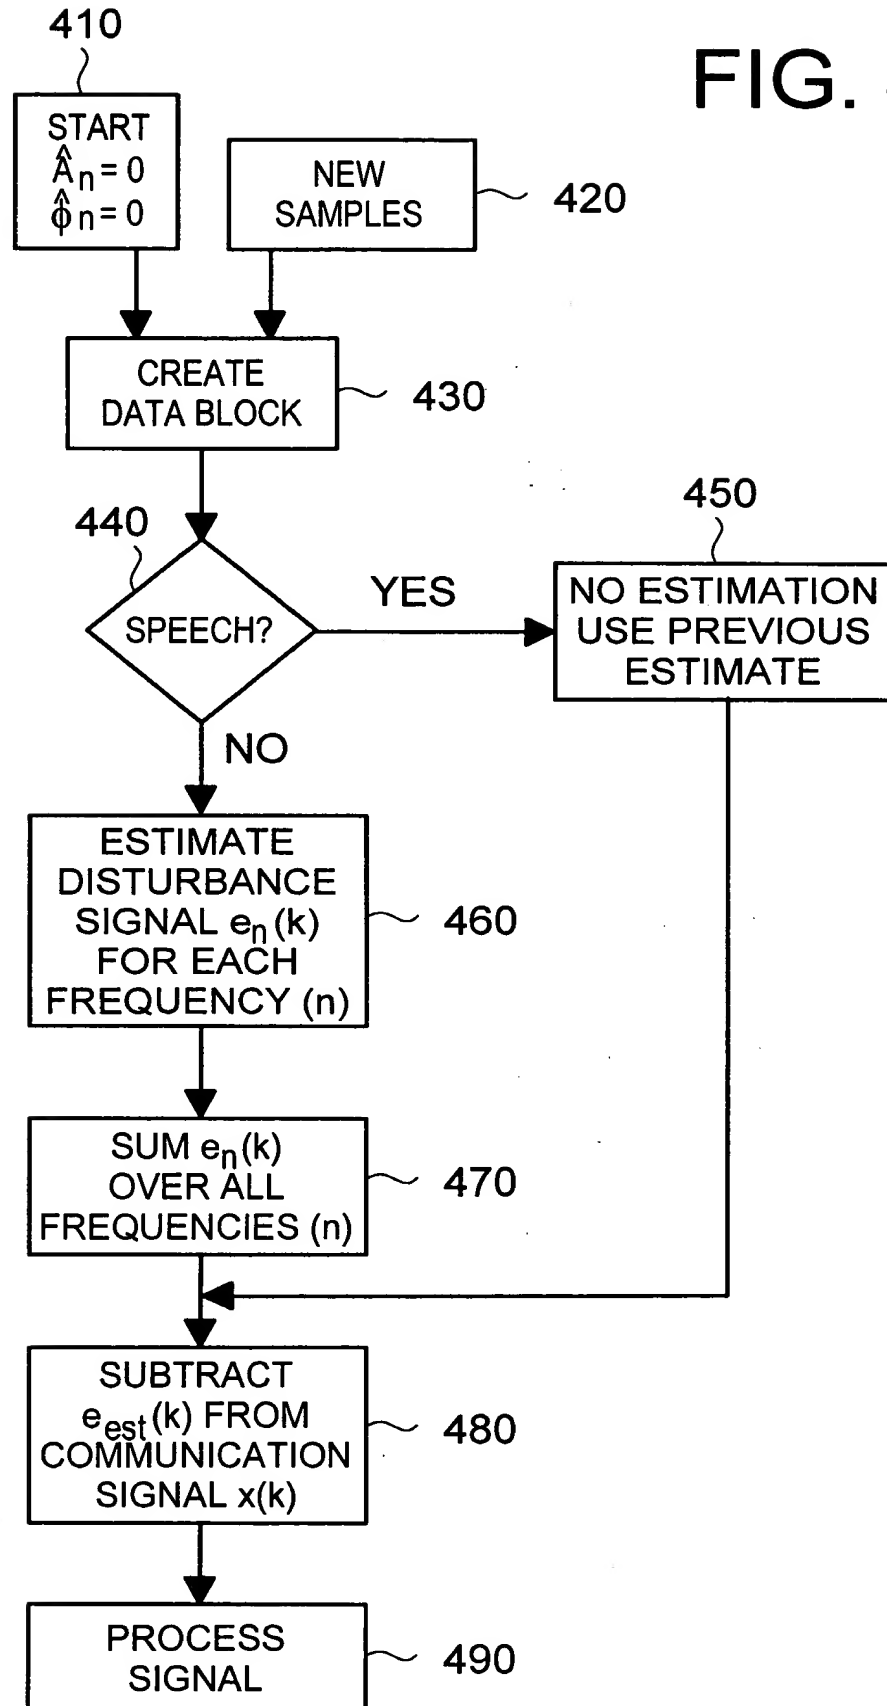 410
FIG.
START
Â_n = 0
ϕ̂_n = 0
NEW
SAMPLES
420
CREATE
DATA BLOCK
430
440
SPEECH?
YES
450
NO ESTIMATION
USE PREVIOUS
ESTIMATE
NO
ESTIMATE
DISTURBANCE
SIGNAL e_n(k)
FOR EACH
FREQUENCY (n)
460
SUM e_n(k)
OVER ALL
FREQUENCIES (n)
470
SUBTRACT
e_est(k) FROM
COMMUNICATION
SIGNAL x(k)
480
PROCESS
SIGNAL
490